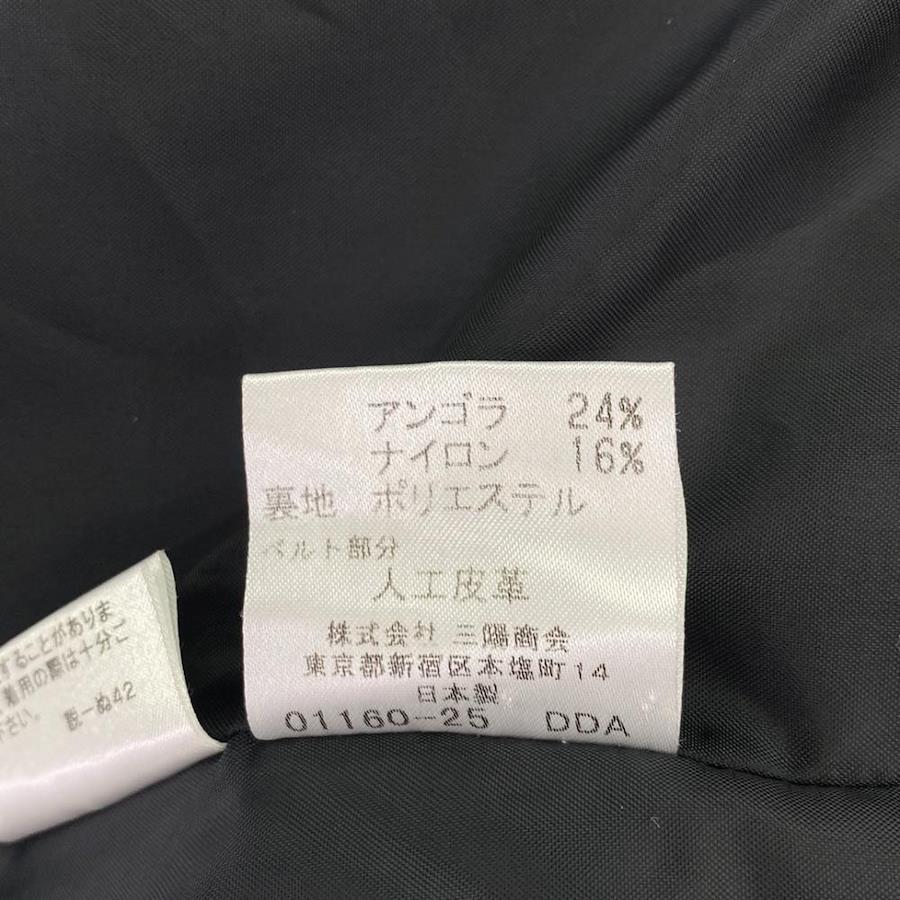 アンゴラ 24%
ナイロン 16%
裏地 ポリエステル
ベルト部分
人工皮革
株式会社 三陽商会
東京都新宿区本塩町14
日本製
01160-25 DDA
することがありま
着用の際は十分ご
さい。 ぬ42